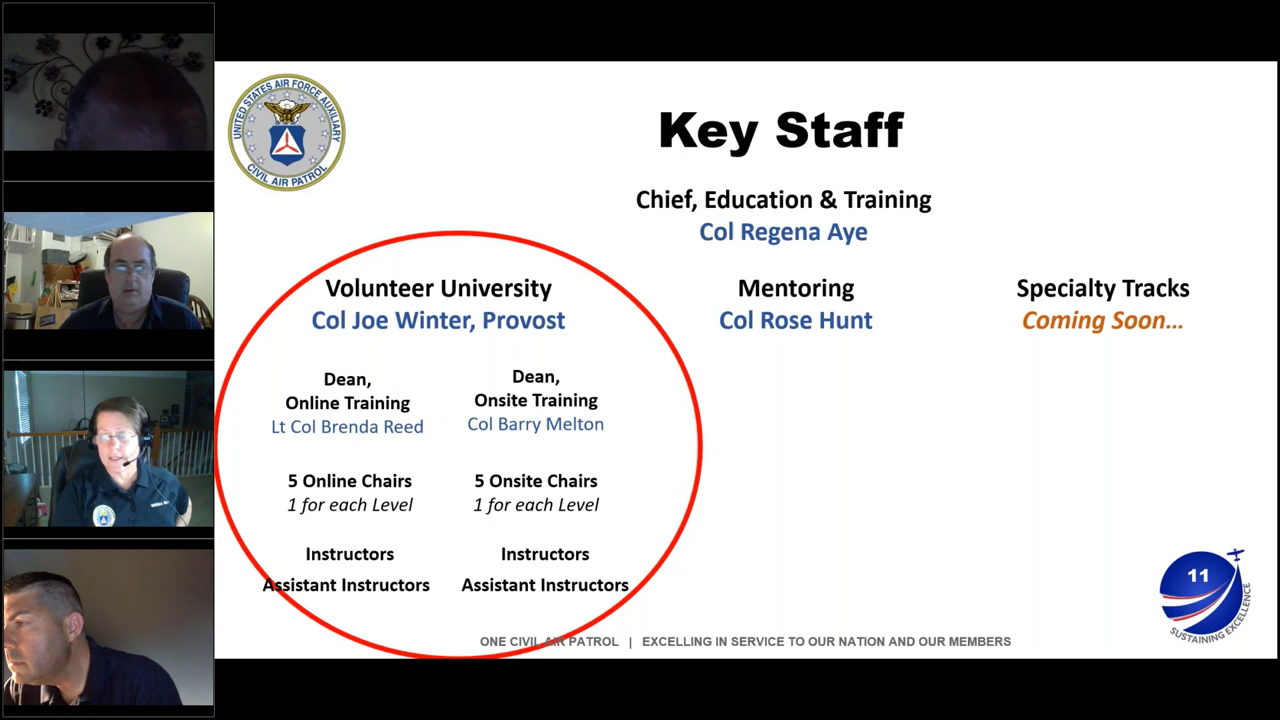 UNITED STATES AIR FORCE AUXILIARY
CIVIL AIR PATROL
Key Staff
Chief, Education & Training
Col Regena Aye
Volunteer University
Col Joe Winter, Provost
Mentoring
Col Rose Hunt
Specialty Tracks
Coming Soon...
Dean,
Online Training
Lt Col Brenda Reed
Dean,
Onsite Training
Col Barry Melton
5 Online Chairs
1 for each Level
5 Onsite Chairs
1 for each Level
Instructors
Assistant Instructors
Instructors
Assistant Instructors
11
SUSTAINING EXCELLENCE
ONE CIVIL AIR PATROL | EXCELLING IN SERVICE TO OUR NATION AND OUR MEMBERS